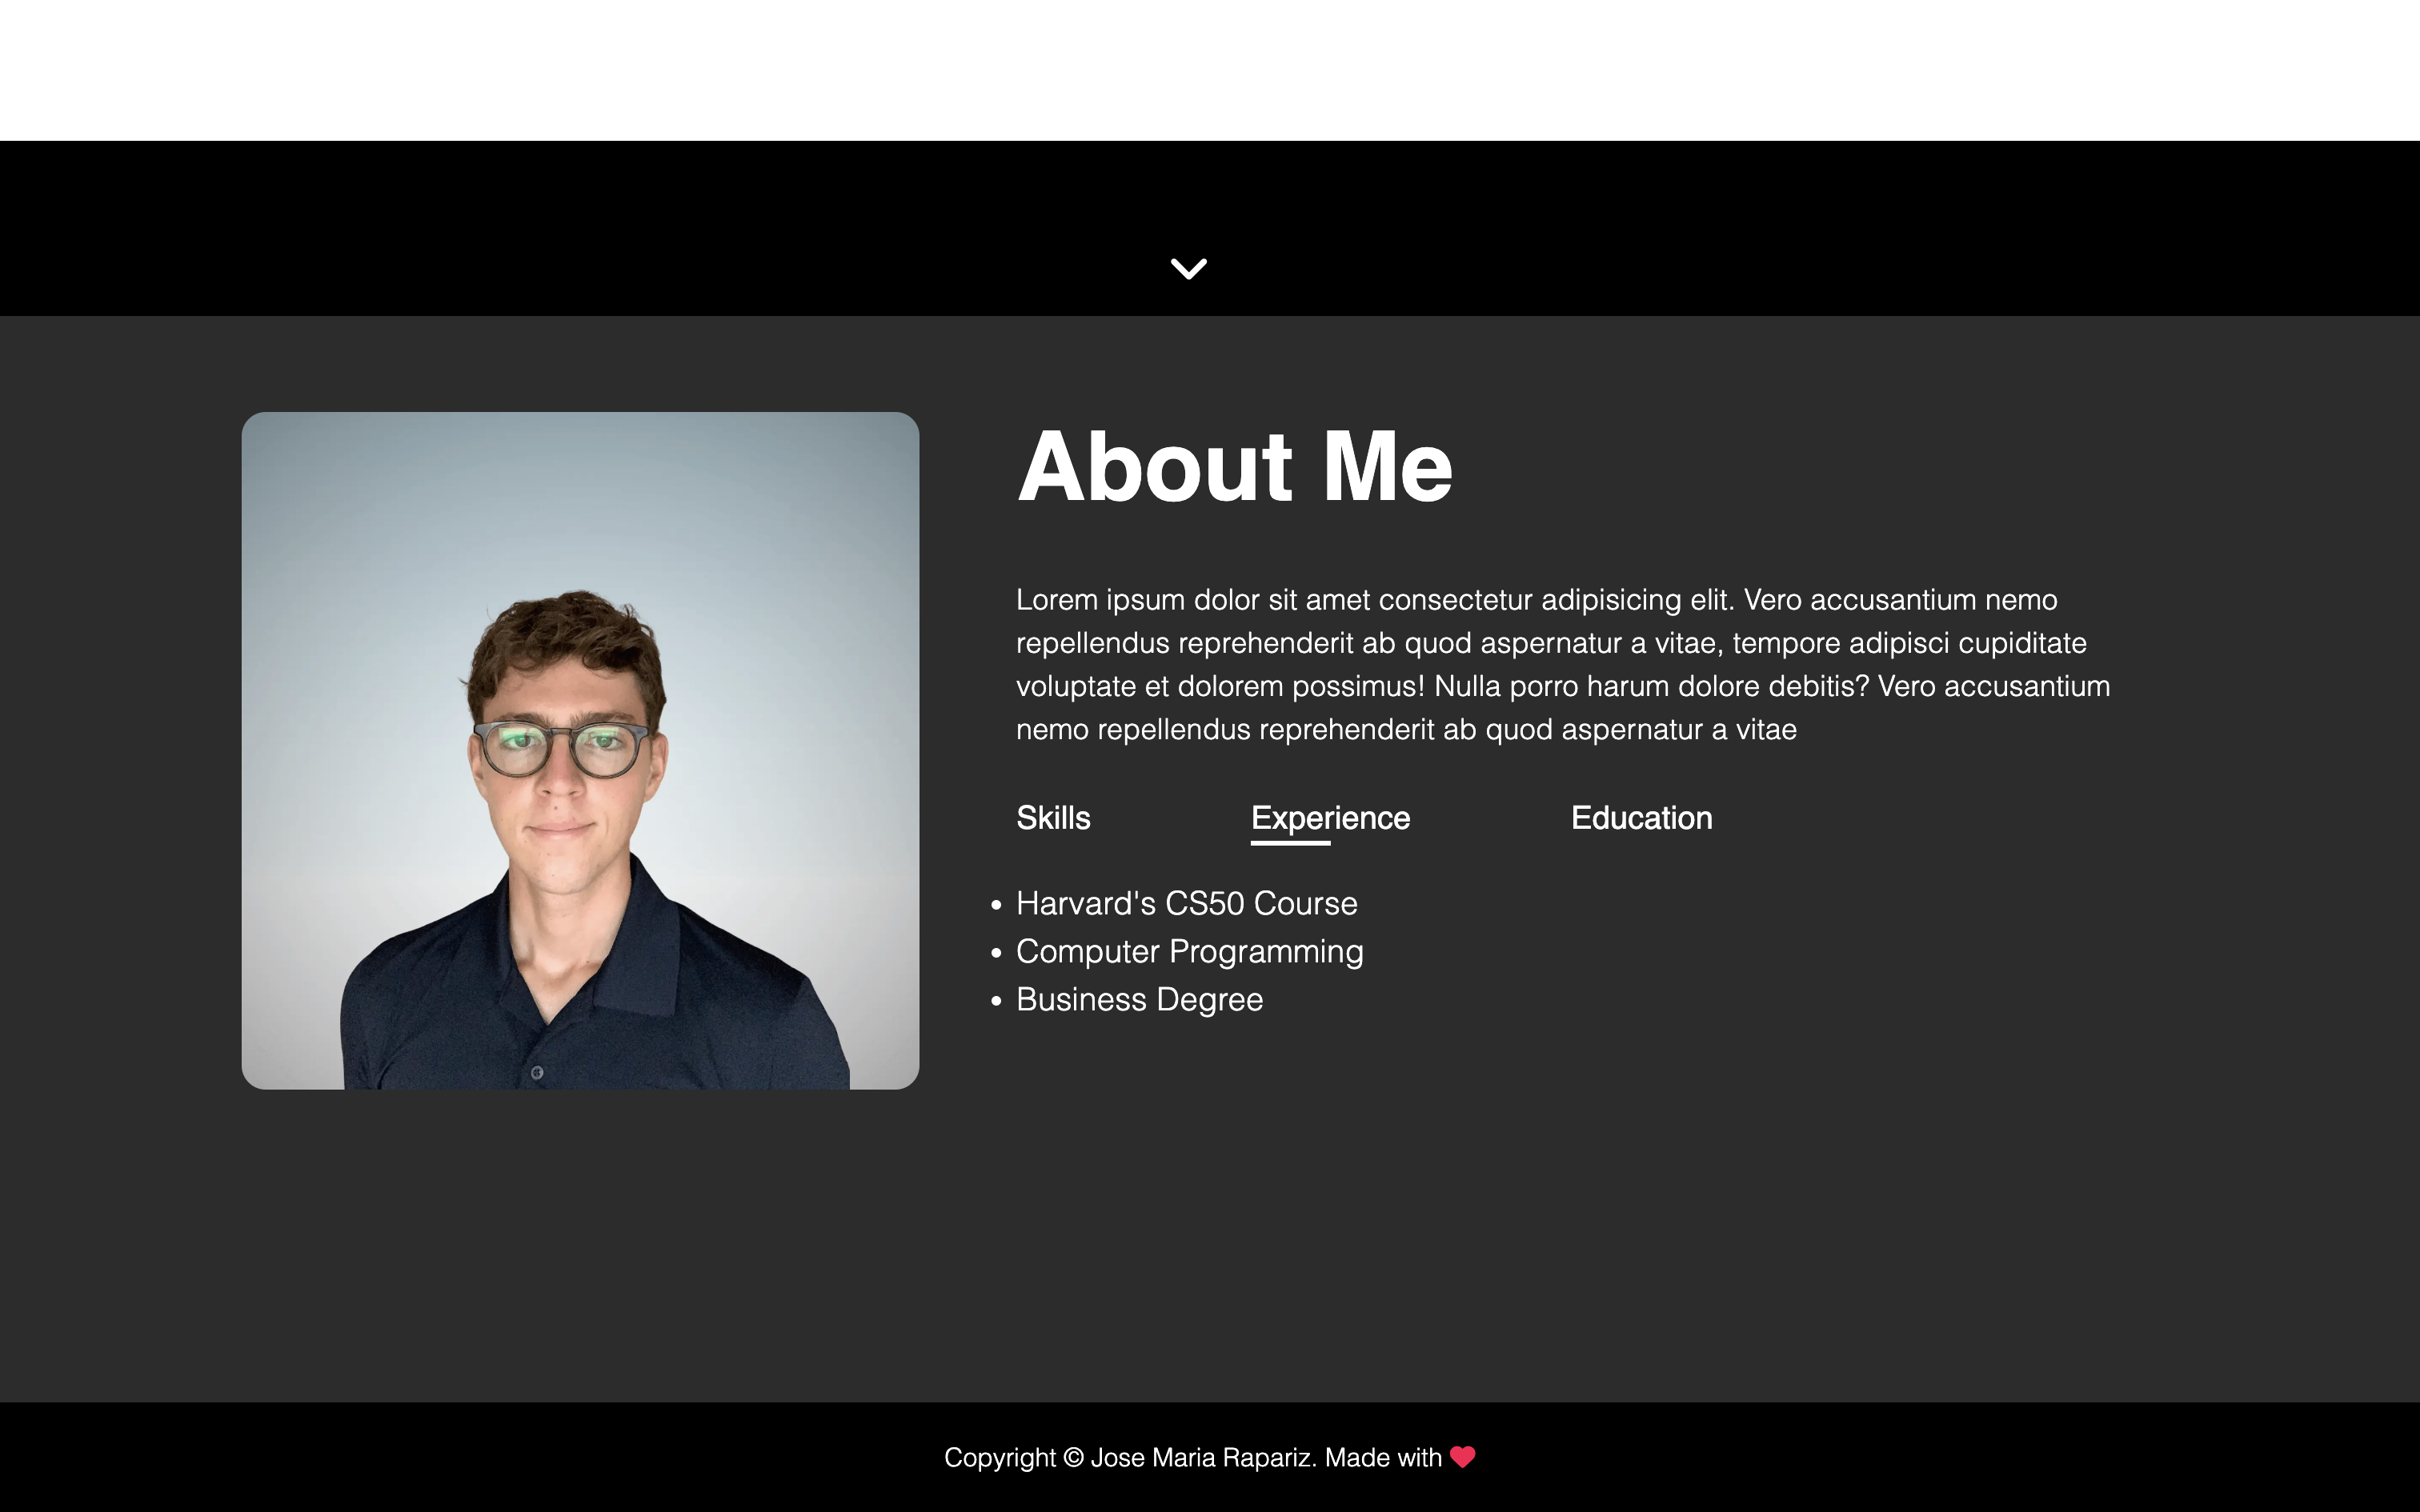 About Me
Lorem ipsum dolor sit amet consectetur adipisicing elit. Vero accusantium nemo
repellendus reprehenderit ab quod aspernatur a vitae, tempore adipisci cupiditate
voluptate et dolorem possimus! Nulla porro harum dolore debitis? Vero accusantium
nemo repellendus reprehenderit ab quod aspernatur a vitae
Skills Experience Education
• Harvard's CS50 Course
• Computer Programming
• Business Degree
Copyright © Jose Maria Rapariz. Made with ❤